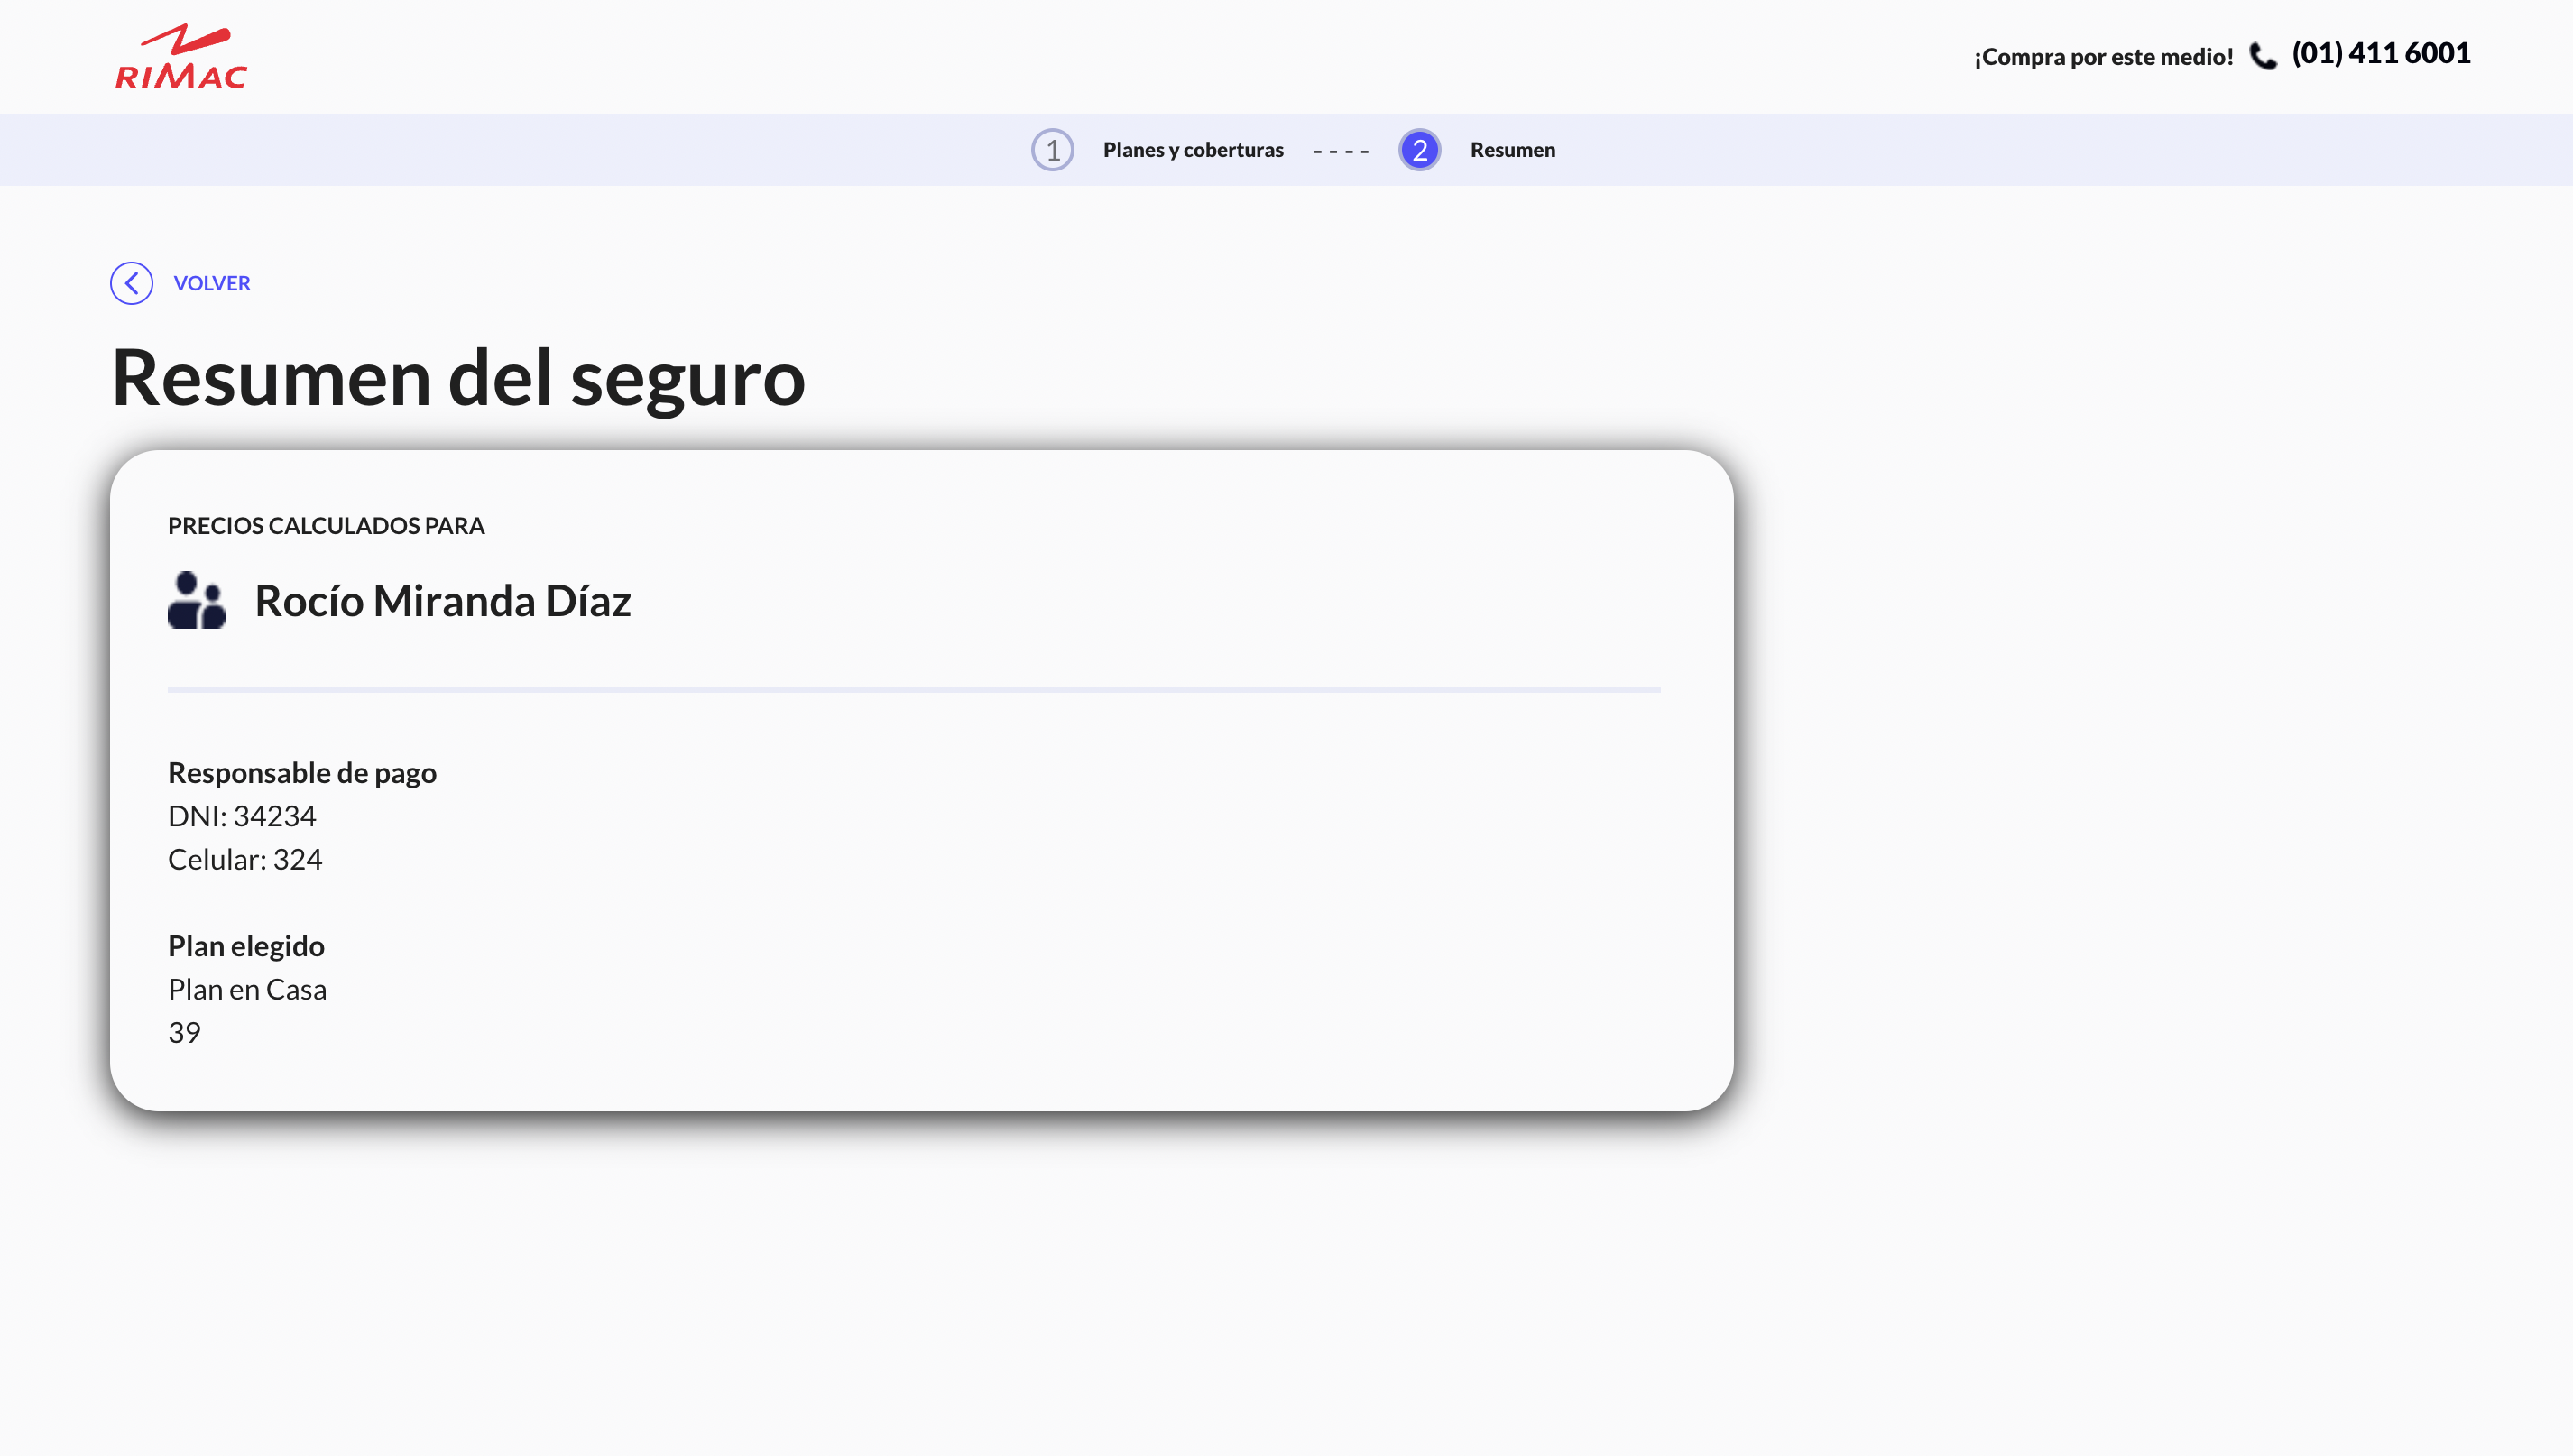 RIMAC
¡Compra por este medio! (01) 411 6001
1 Planes y coberturas - - - - 2 Resumen
VOLVER
Resumen del seguro
PRECIOS CALCULADOS PARA
Rocío Miranda Díaz
Responsable de pago
DNI: 34234
Celular: 324
Plan elegido
Plan en Casa
39